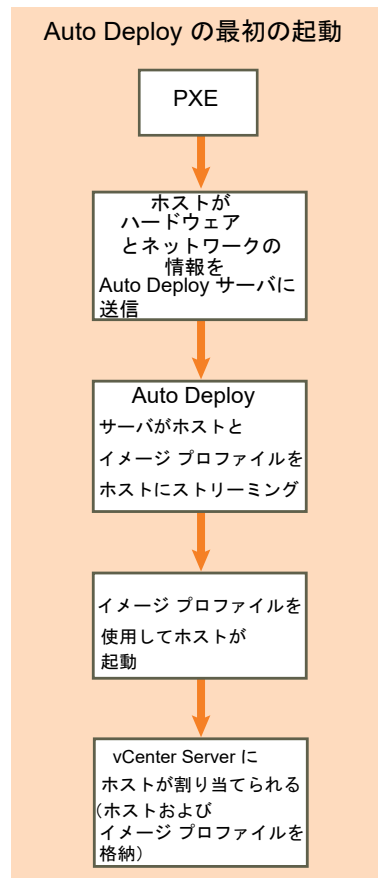 Auto Deploy の最初の起動
PXE
ホストが
ハードウェア
とネットワークの
情報を
Auto Deploy サーバに
送信
Auto Deploy
サーバがホストと
イメージ プロファイルを
ホストにストリーミング
イメージ プロファイルを
使用してホストが
起動
vCenter Server に
ホストが割り当てられる
(ホストおよび
イメージ プロファイルを
格納)